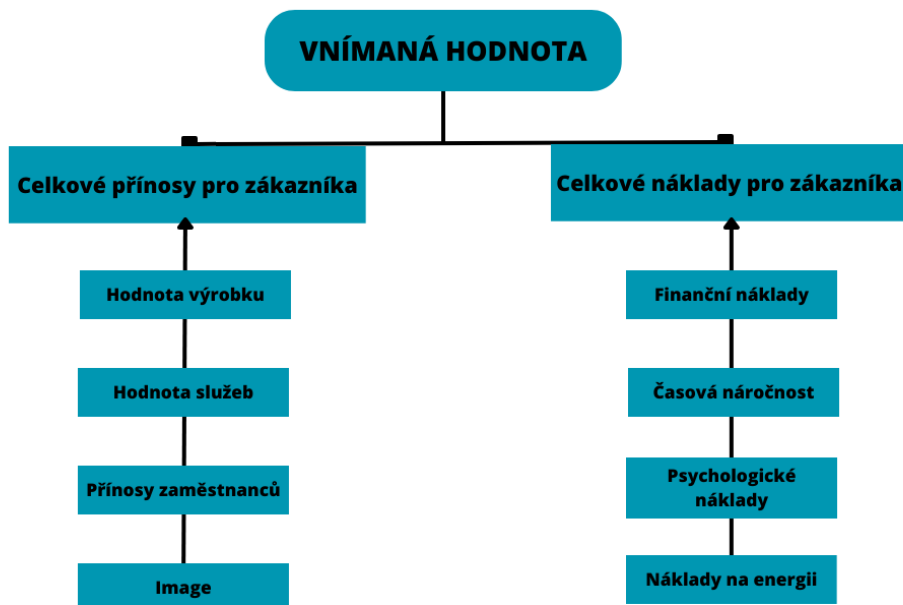 VNÍMANÁ HODNOTA
Celkové přínosy pro zákazníka
Celkové náklady pro zákazníka
Hodnota výrobku
Finanční náklady
Hodnota služeb
Časová náročnost
Přínosy zaměstnanců
Psychologické
náklady
Image
Náklady na energii